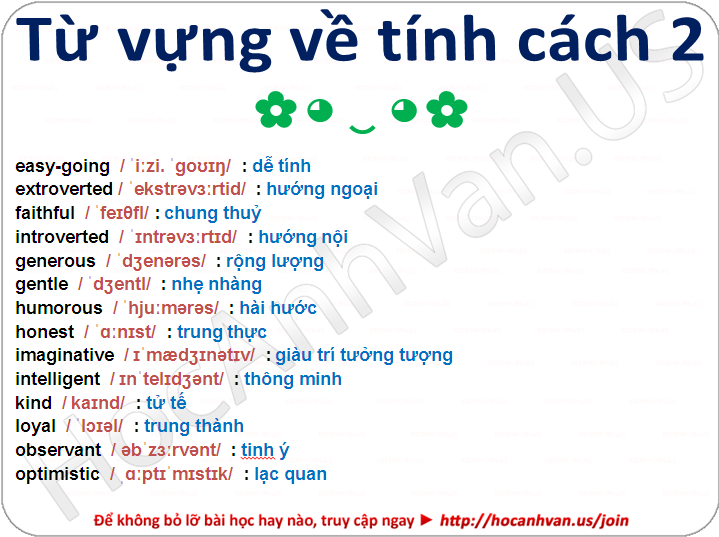 Từ vựng về tính cách 2
easy-going / ˈiːzi. ˈgoʊɪŋ/ : dễ tính
extroverted / ˈekstrəvɜːrtid/ : hướng ngoại
faithful / ˈfeɪθfl/ : chung thuỷ
introverted / ˈɪntrəvɜːrtɪd/ : hướng nội
generous / ˈdʒenərəs/ : rộng lượng
gentle / ˈdʒentl/ : nhẹ nhàng
humorous / ˈhjuːmərəs/ : hài hước
honest / ˈɑːnɪst/ : trung thực
imaginative / ɪˈmædʒɪnətɪv/ : giàu trí tưởng tượng
intelligent / ɪnˈtelɪdʒənt/ : thông minh
kind / kaɪnd/ : tử tế
loyal / ˈlɔɪəl/ : trung thành
observant / əbˈzɜːrvənt/ : tinh ý
optimistic / ˌɑːptɪˈmɪstɪk/ : lạc quan
HocAnhVan.US
Để không bỏ lỡ bài học hay nào, truy cập ngay ► http://hocanhvan.us/join